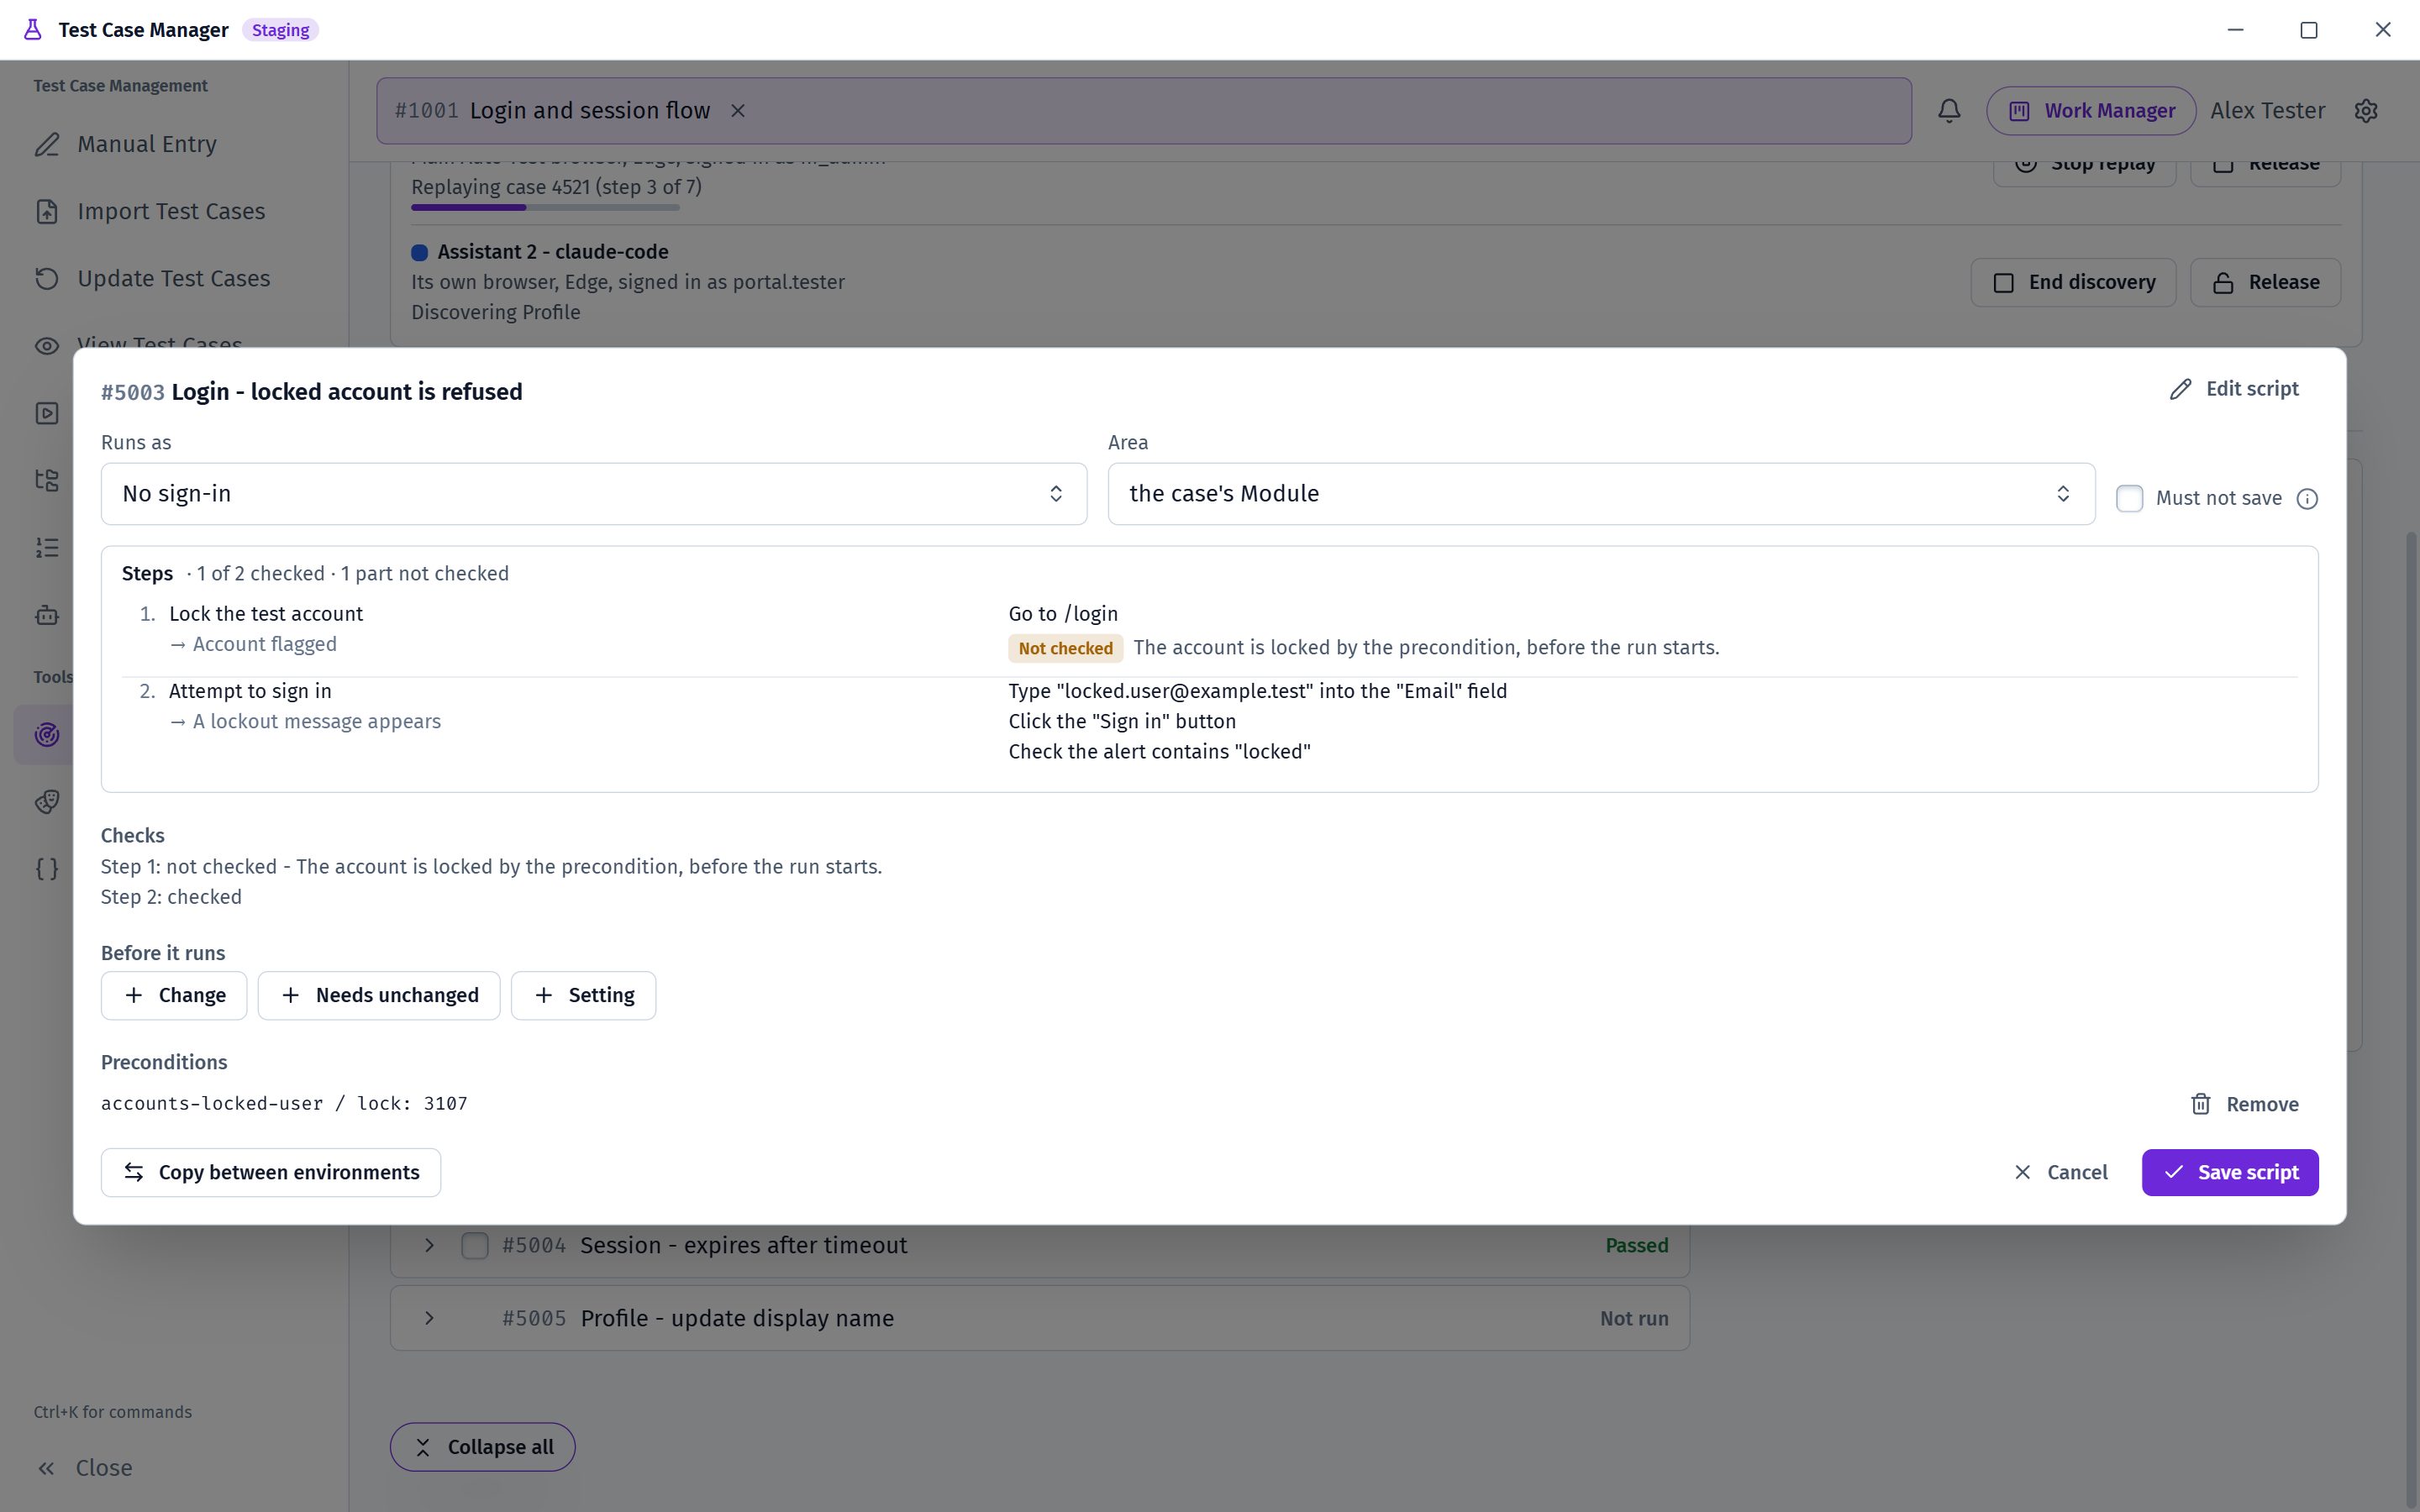 Test Case Manager
Staging
Test Case Management
Manual Entry
Import Test Cases
Update Test Cases
View Test Cases
Tools
Ctrl+K for commands
Close
#1001 Login and session flow
Work Manager
Alex Tester
Stop replay
Release
Replaying case 4521 (step 3 of 7)
Assistant 2 - claude-code
Its own browser, Edge, signed in as portal.tester
Discovering Profile
End discovery
Release
#5003 Login - locked account is refused
Edit script
Runs as
No sign-in
Area
the case's Module
Must not save
Steps · 1 of 2 checked · 1 part not checked
1. Lock the test account
→ Account flagged
Go to /login
Not checked The account is locked by the precondition, before the run starts.
2. Attempt to sign in
→ A lockout message appears
Type "locked.user@example.test" into the "Email" field
Click the "Sign in" button
Check the alert contains "locked"
Checks
Step 1: not checked - The account is locked by the precondition, before the run starts.
Step 2: checked
Before it runs
Change
Needs unchanged
Setting
Preconditions
accounts-locked-user / lock: 3107
Remove
Copy between environments
Cancel
Save script
#5004 Session - expires after timeout
Passed
#5005 Profile - update display name
Not run
Collapse all